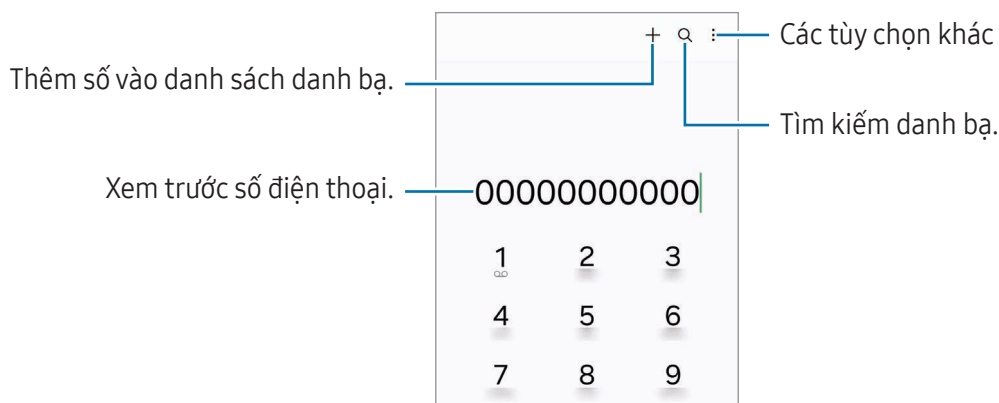 Các tùy chọn khác
Thêm số vào danh sách danh bạ.
Tìm kiếm danh bạ.
Xem trước số điện thoại.
00000000000
1 2 3
4 5 6
7 8 9